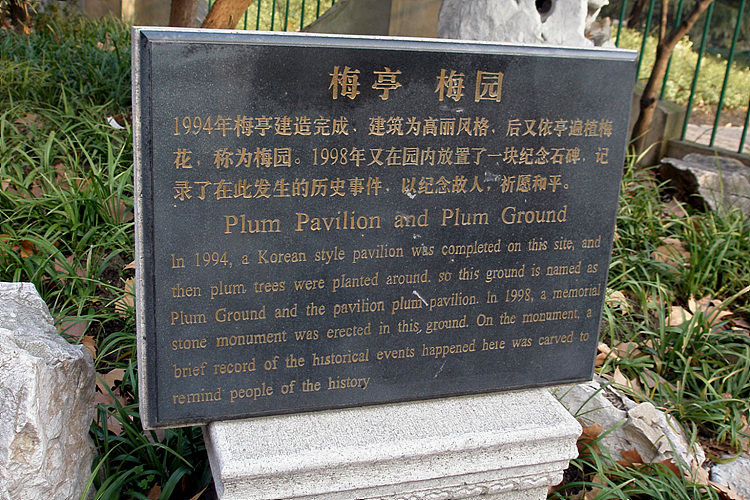 梅亭 梅园
1994年梅亭建造完成，建筑为高丽风格，后又依亭遍植梅
花，称为梅园。1998年又在园内放置了一块纪念石碑，记
录了在此发生的历史事件，以纪念故人，祈愿和平。
Plum Pavilion and Plum Ground
In 1994, a Korean style pavilion was completed on this site, and
then plum trees were planted around. so this ground is named as
Plum Ground and the pavilion plum pavilion. In 1998, a memorial
stone monument was erected in this ground. On the monument, a
brief record of the historical events happened here was carved to
remind people of the history